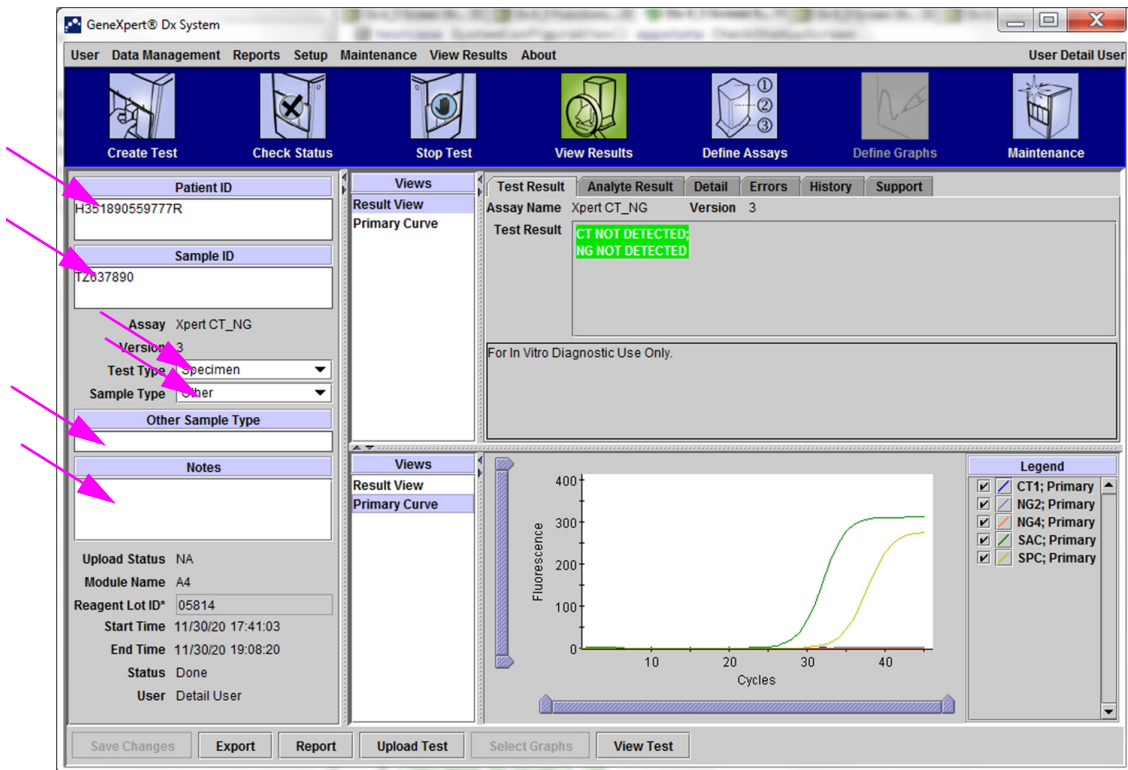 GeneXpert® Dx System
User Data Management Reports Setup Maintenance View Results About User Detail User
Create Test Check Status Stop Test View Results Define Assays Define Graphs Maintenance
① ② ③
Patient ID
H351890559777R
Sample ID
TZ637890
Assay Xpert CT_NG
Version 3
Test Type Specimen
Sample Type Other
Other Sample Type
Notes
Upload Status NA
Module Name A4
Reagent Lot ID* 05814
Start Time 11/30/20 17:41:03
End Time 11/30/20 19:08:20
Status Done
User Detail User
Views
Result View
Primary Curve
Test Result Analyte Result Detail Errors History Support
Assay Name Xpert CT_NG Version 3
Test Result CT NOT DETECTED;
NG NOT DETECTED
For In Vitro Diagnostic Use Only.
Views
Result View
Primary Curve
Fluorescence
400
300
200
100
0
10 20 30 40
Cycles
Legend
CT1; Primary
NG2; Primary
NG4; Primary
SAC; Primary
SPC; Primary
Save Changes Export Report Upload Test Select Graphs View Test